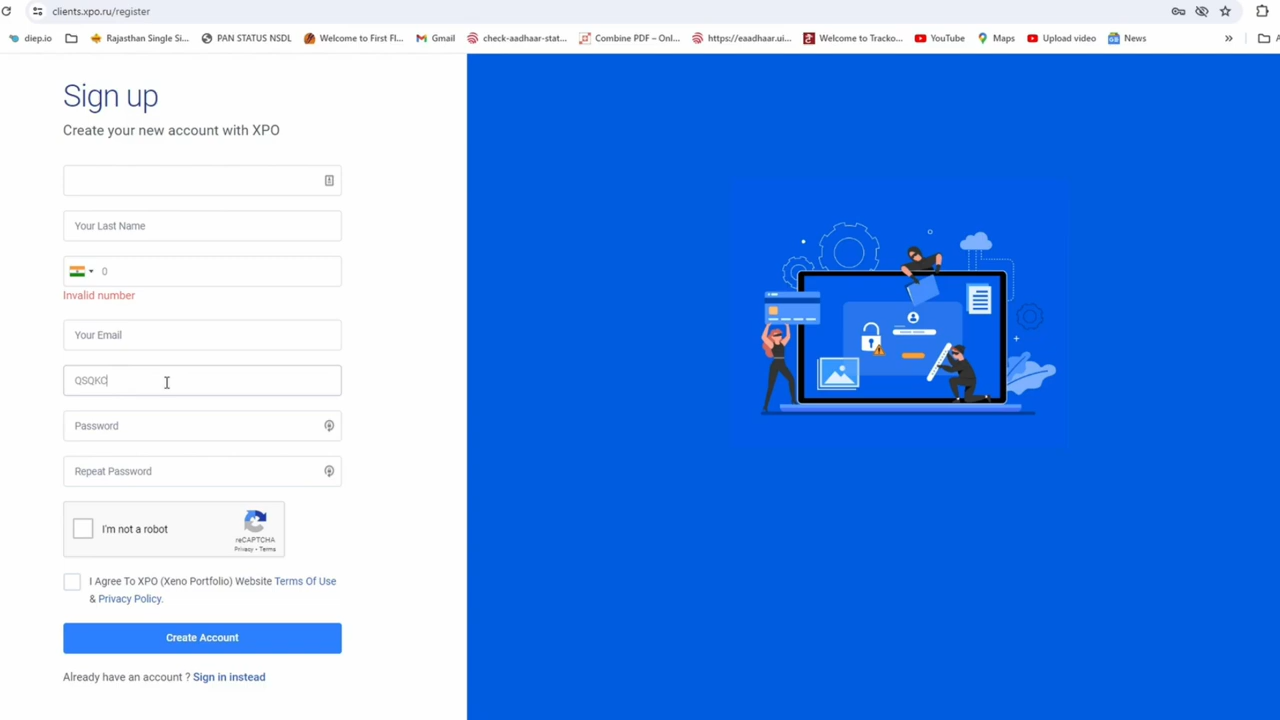 clients.xpo.ru/register
diep.io
Rajasthan Single Si...
PAN STATUS NSDL
Welcome to First Fl...
Gmail
check-aadhaar-stat...
Combine PDF – Onl...
https://eaadhaar.ui...
Welcome to Tracko...
YouTube
Maps
Upload video
News
»
A
Sign up
Create your new account with XPO
Your Last Name
0
Invalid number
Your Email
QSQKC
Password
Repeat Password
I'm not a robot
reCAPTCHA
Privacy - Terms
I Agree To XPO (Xeno Portfolio) Website Terms Of Use
& Privacy Policy.
Create Account
Already have an account ? Sign in instead